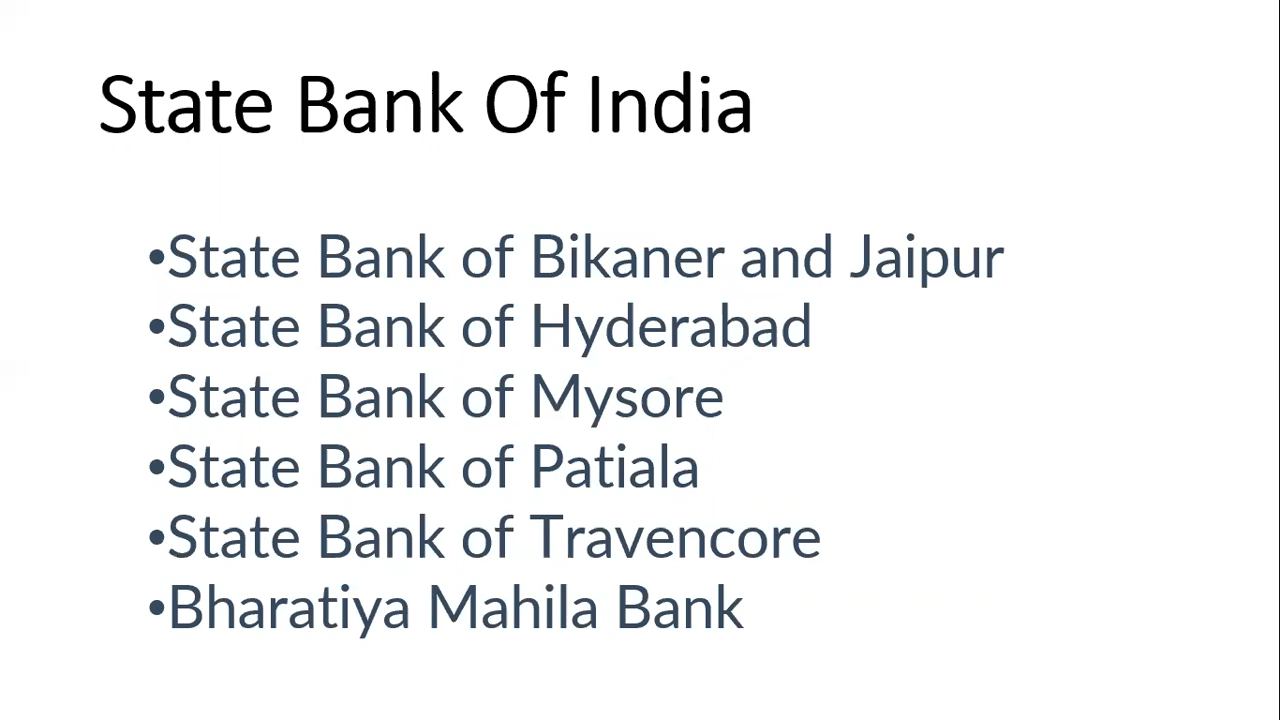 State Bank Of India
•State Bank of Bikaner and Jaipur
•State Bank of Hyderabad
•State Bank of Mysore
•State Bank of Patiala
•State Bank of Travencore
•Bharatiya Mahila Bank